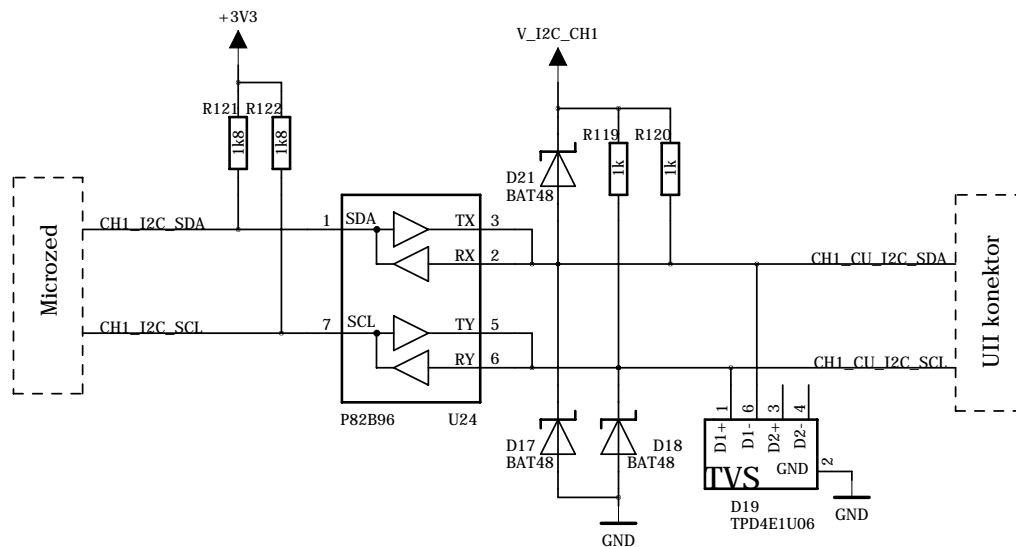 +3V3
V_I2C_CH1
R121 R122
1k8 1k8
R119 R120
1k 1k
D21
BAT48
Microzed
CH1_I2C_SDA
1 SDA TX 3
RX 2
CH1_CU_I2C_SDA
CH1_I2C_SCL
7 SCL TY 5
RY 6
CH1_CU_I2C_SCL
UII konektor
P82B96 U24
D17
BAT48
D18
BAT48
1 6 3 4
D1+ D1- D2+ D2-
TVS GND 2
D19
TPD4E1U06
GND
GND